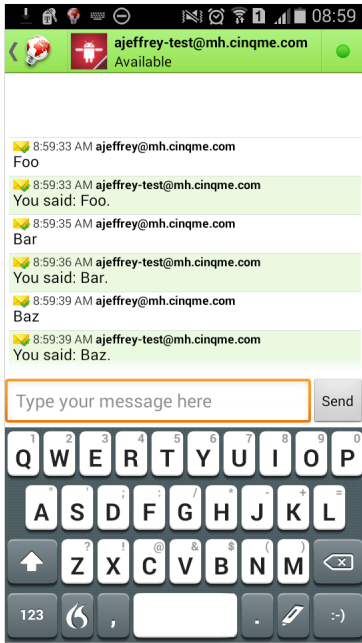 1 08:59
ajeffrey-test@mh.cinqme.com
Available
8:59:33 AM ajeffrey@mh.cinqme.com
Foo
8:59:33 AM ajeffrey-test@mh.cinqme.com
You said: Foo.
8:59:35 AM ajeffrey@mh.cinqme.com
Bar
8:59:36 AM ajeffrey-test@mh.cinqme.com
You said: Bar.
8:59:39 AM ajeffrey@mh.cinqme.com
Baz
8:59:39 AM ajeffrey-test@mh.cinqme.com
You said: Baz.
Type your message here Send
1 2 3 4 5 6 7 8 9 0
Q W E R T Y U I O P
' " ; : / * - + =
A S D F G H J K L
? ! @ & $ ( )
Z X C V B N M
123 , . :-)